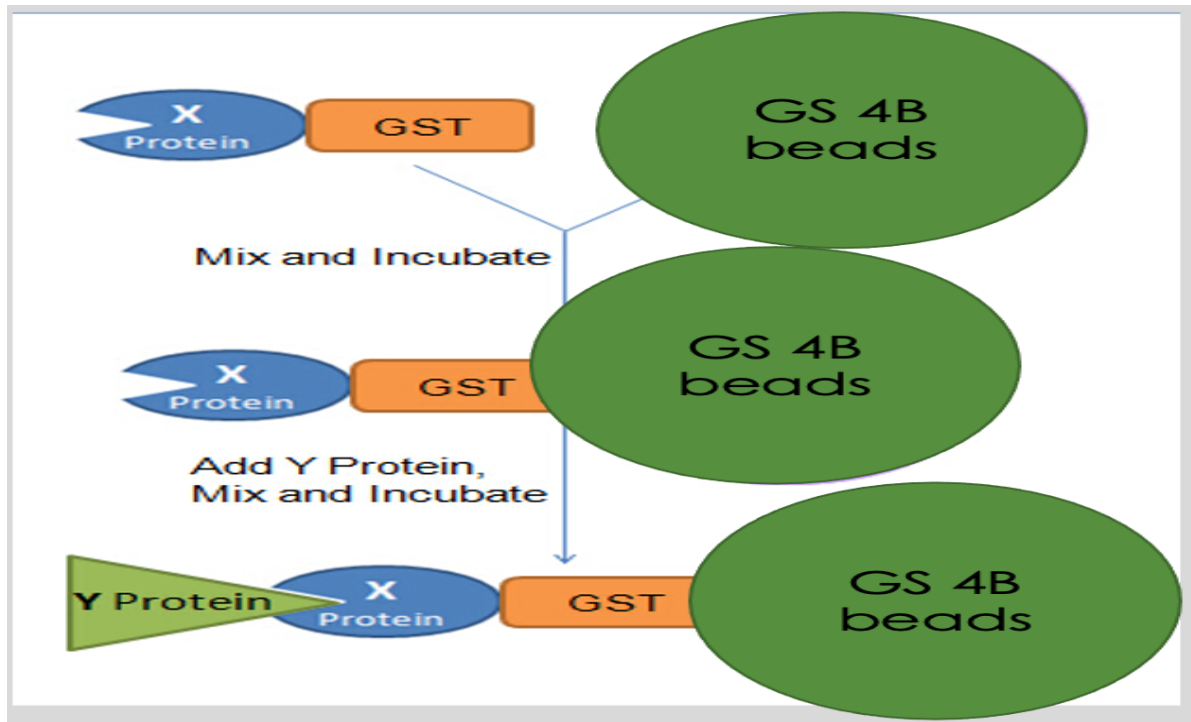 X
Protein
GST
GS 4B
beads
Mix and Incubate
X
Protein
GST
GS 4B
beads
Add Y Protein,
Mix and Incubate
Y Protein
X
Protein
GST
GS 4B
beads